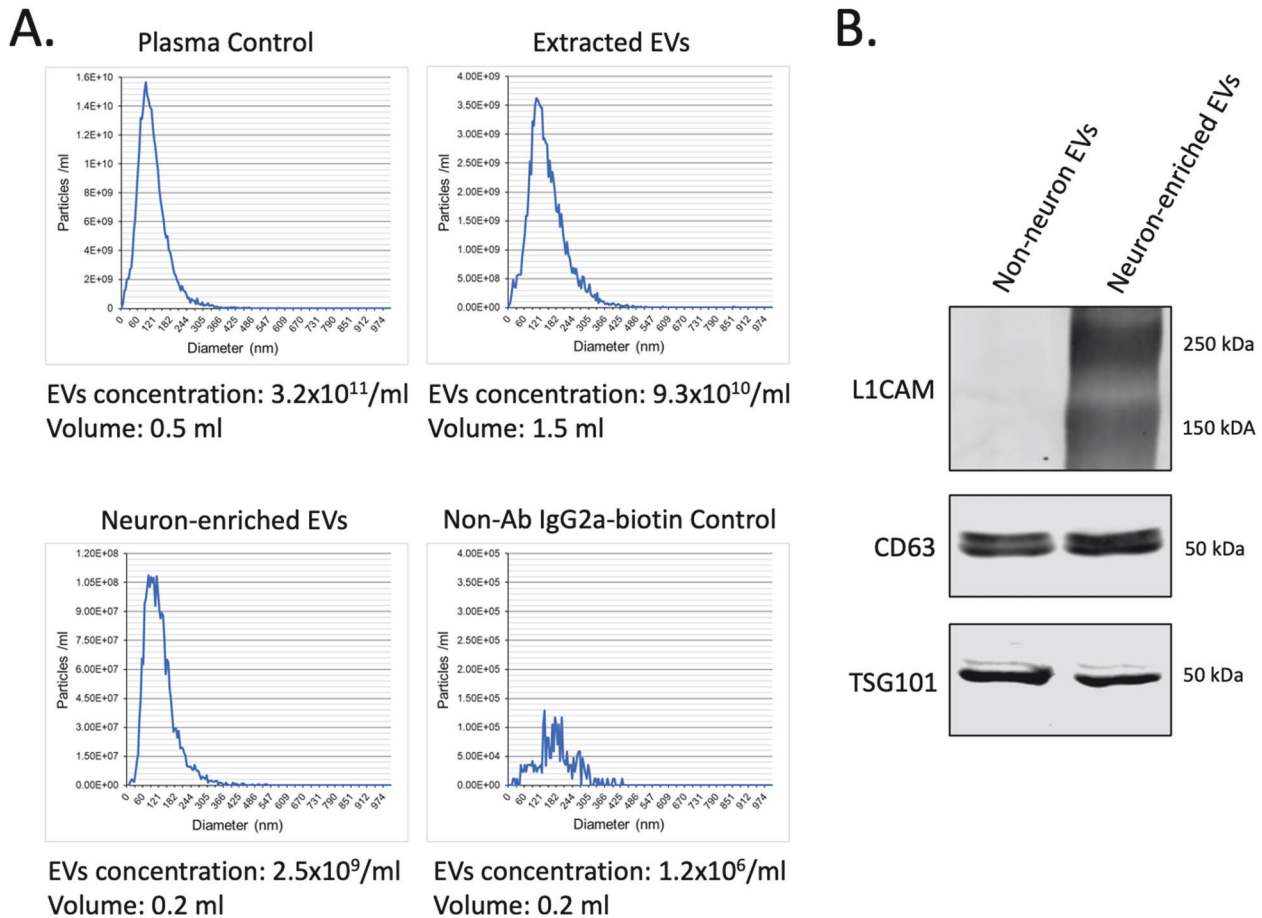 A.
Plasma Control
Particles /ml
1.6E+10
1.4E+10
1.2E+10
1E+10
8E+09
6E+09
4E+09
2E+09
0
0 60 121 182 244 305 366 425 486 547 609 670 731 790 851 912 974
Diameter (nm)
EVs concentration: 3.2x10¹¹/ml
Volume: 0.5 ml
Extracted EVs
Particles /ml
4.00E+09
3.50E+09
3.00E+09
2.50E+09
2.00E+09
1.50E+09
1.00E+09
5.00E+08
0.00E+00
0 60 121 182 244 305 366 425 486 547 609 670 731 790 851 912 974
Diameter (nm)
EVs concentration: 9.3x10¹⁰/ml
Volume: 1.5 ml
Neuron-enriched EVs
Particles /ml
1.20E+08
1.05E+08
9.00E+07
7.50E+07
6.00E+07
4.50E+07
3.00E+07
1.50E+07
0.00E+00
0 60 121 182 244 305 366 425 486 547 609 670 731 790 851 912 974
Diameter (nm)
EVs concentration: 2.5x10⁹/ml
Volume: 0.2 ml
Non-Ab IgG2a-biotin Control
Particles /ml
4.00E+05
3.50E+05
3.00E+05
2.50E+05
2.00E+05
1.50E+05
1.00E+05
5.00E+04
0.00E+00
0 60 121 182 244 305 366 425 486 547 609 670 731 790 851 912 974
Diameter (nm)
EVs concentration: 1.2x10⁶/ml
Volume: 0.2 ml
B.
Non-neuron EVs
Neuron-enriched EVs
L1CAM
250 kDa
150 kDA
CD63
50 kDa
TSG101
50 kDa